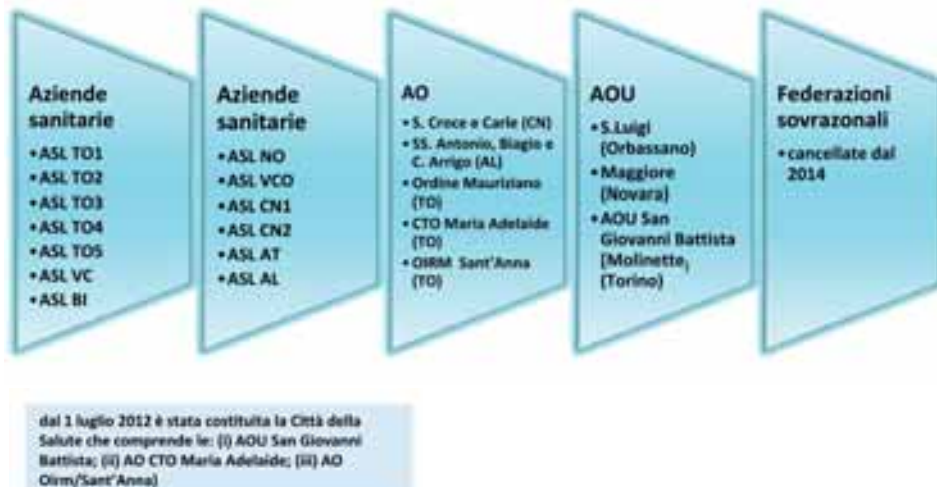 Aziende
sanitarie
• ASL TO1
• ASL TO2
• ASL TO3
• ASL TO4
• ASL TO5
• ASL VC
• ASL BI
Aziende
sanitarie
• ASL NO
• ASL VCO
• ASL CN1
• ASL CN2
• ASL AT
• ASL AL
AO
• S. Croce e Carle (CN)
• SS. Antonio, Biagio e
C. Arrigo (AL)
• Ordine Mauriziano
(TO)
• CTO Maria Adelaide
(TO)
• OIRM Sant'Anna
(TO)
AOU
• S.Luigi
(Orbassano)
• Maggiore
(Novara)
• AOU San
Giovanni Battista
(Molinette)
(Torino)
Federazioni
sovrazonali
• cancellate dal
2014
dal 1 luglio 2012 è stata costituita la Città della
Salute che comprende le: (i) AOU San Giovanni
Battista; (ii) AO CTO Maria Adelaide; (iii) AO
Oirm/Sant'Anna)